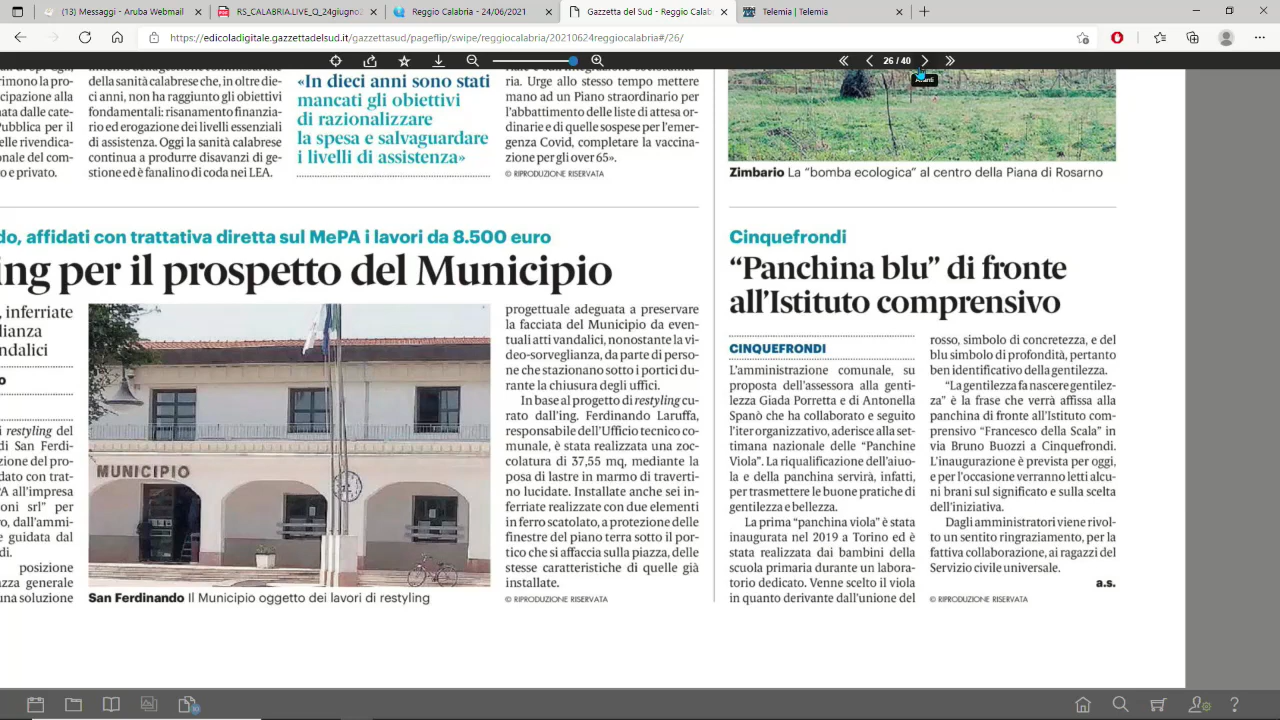 (13) Messaggi - Aruba Webmail
RS_CALABRIA.LIVE_Q_24giugno2
Reggio Calabria - 24/06/2021
Gazzetta del Sud - Reggio Calab
Telemia | Telemia
https://edicoladigitale.gazzettadelsud.it/gazzettasud/pageflip/swipe/reggiocalabria/20210624reggiocalabria#/26/
26 / 40
Avanti
rimono la pro-
cipazione alla
nata dalle cate-
Pubblica per il
elle rivendica-
onale del com-
o e privato.
della sanità calabrese che, in oltre die-
ci anni, non ha raggiunto gli obiettivi
fondamentali: risanamento finanzia-
rio ed erogazione dei livelli essenziali
di assistenza. Oggi la sanità calabrese
continua a produrre disavanzi di ge-
stione ed è fanalino di coda nei LEA.
«In dieci anni sono stati
mancati gli obiettivi
di razionalizzare
la spesa e salvaguardare
i livelli di assistenza»
ria. Urge allo stesso tempo mettere
mano ad un Piano straordinario per
l'abbattimento delle liste di attesa or-
dinarie e di quelle sospese per l'emer-
genza Covid, completare la vaccina-
zione per gli over 65».
© RIPRODUZIONE RISERVATA
Zimbario La "bomba ecologica" al centro della Piana di Rosarno
do, affidati con trattativa diretta sul MePA i lavori da 8.500 euro
ing per il prospetto del Municipio
, inferriate
lianza
ndalici
o
i restyling del
di San Ferdi-
zione del pro-
dato con trat-
PA all'impresa
oni srl" per
o, dall'ammi-
e guidata dal
di.
posizione
zza generale
una soluzione
MUNICIPIO
San Ferdinando Il Municipio oggetto dei lavori di restyling
progettuale adeguata a preservare
la facciata del Municipio da even-
tuali atti vandalici, nonostante la vi-
deo-sorveglianza, da parte di perso-
ne che stazionano sotto i portici du-
rante la chiusura degli uffici.
In base al progetto di restyling cu-
rato dall'ing. Ferdinando Laruffa,
responsabile dell'Ufficio tecnico co-
munale, è stata realizzata una zoc-
colatura di 37,55 mq, mediante la
posa di lastre in marmo di traverti-
no lucidate. Installate anche sei in-
ferriate realizzate con due elementi
in ferro scatolato, a protezione delle
finestre del piano terra sotto il por-
tico che si affaccia sulla piazza, delle
stesse caratteristiche di quelle già
installate.
© RIPRODUZIONE RISERVATA
Cinquefrondi
"Panchina blu" di fronte
all'Istituto comprensivo
CINQUEFRONDI
L'amministrazione comunale, su
proposta dell'assessora alla genti-
lezza Giada Porretta e di Antonella
Spanò che ha collaborato e seguito
l'iter organizzativo, aderisce alla set-
timana nazionale delle "Panchine
Viola". La riqualificazione dell'aiuo-
la e della panchina servirà, infatti,
per trasmettere le buone pratiche di
gentilezza e bellezza.
La prima "panchina viola" è stata
inaugurata nel 2019 a Torino ed è
stata realizzata dai bambini della
scuola primaria durante un labora-
torio dedicato. Venne scelto il viola
in quanto derivante dall'unione del
rosso, simbolo di concretezza, e del
blu simbolo di profondità, pertanto
ben identificativo della gentilezza.
"La gentilezza fa nascere gentilez-
za" è la frase che verrà affissa alla
panchina di fronte all'Istituto com-
prensivo "Francesco della Scala" in
via Bruno Buozzi a Cinquefrondi.
L'inaugurazione è prevista per oggi,
e per l'occasione verranno letti alcu-
ni brani sul significato e sulla scelta
dell'iniziativa.
Dagli amministratori viene rivol-
to un sentito ringraziamento, per la
fattiva collaborazione, ai ragazzi del
Servizio civile universale.
a.s.
© RIPRODUZIONE RISERVATA